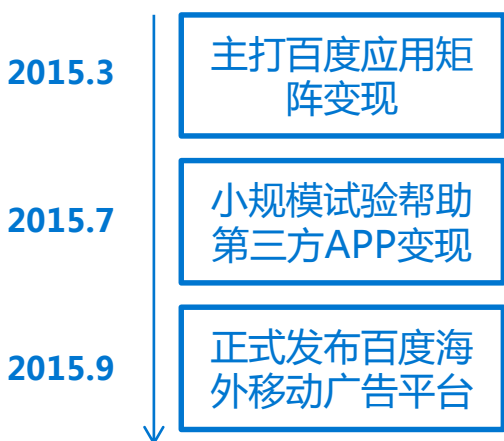 2015.3
主打百度应用矩
阵变现
2015.7
小规模试验帮助
第三方APP变现
2015.9
正式发布百度海
外移动广告平台